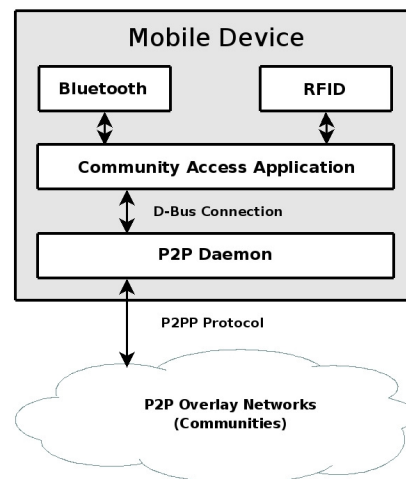 Mobile Device
Bluetooth
RFID
Community Access Application
D-Bus Connection
P2P Daemon
P2PP Protocol
P2P Overlay Networks
(Communities)